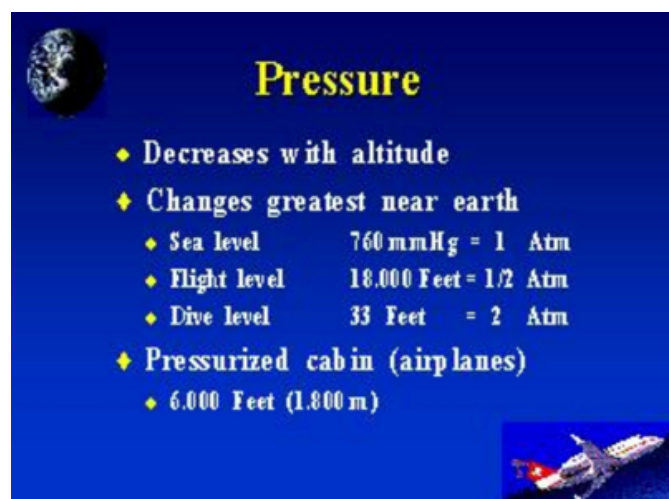 Pressure
Decreases with altitude
Changes greatest near earth
Sea level 760 mmHg = 1 Atm
Flight level 18.000 Feet = 1/2 Atm
Dive level 33 Feet = 2 Atm
Pressurized cabin (airplanes)
6.000 Feet (1.800 m)